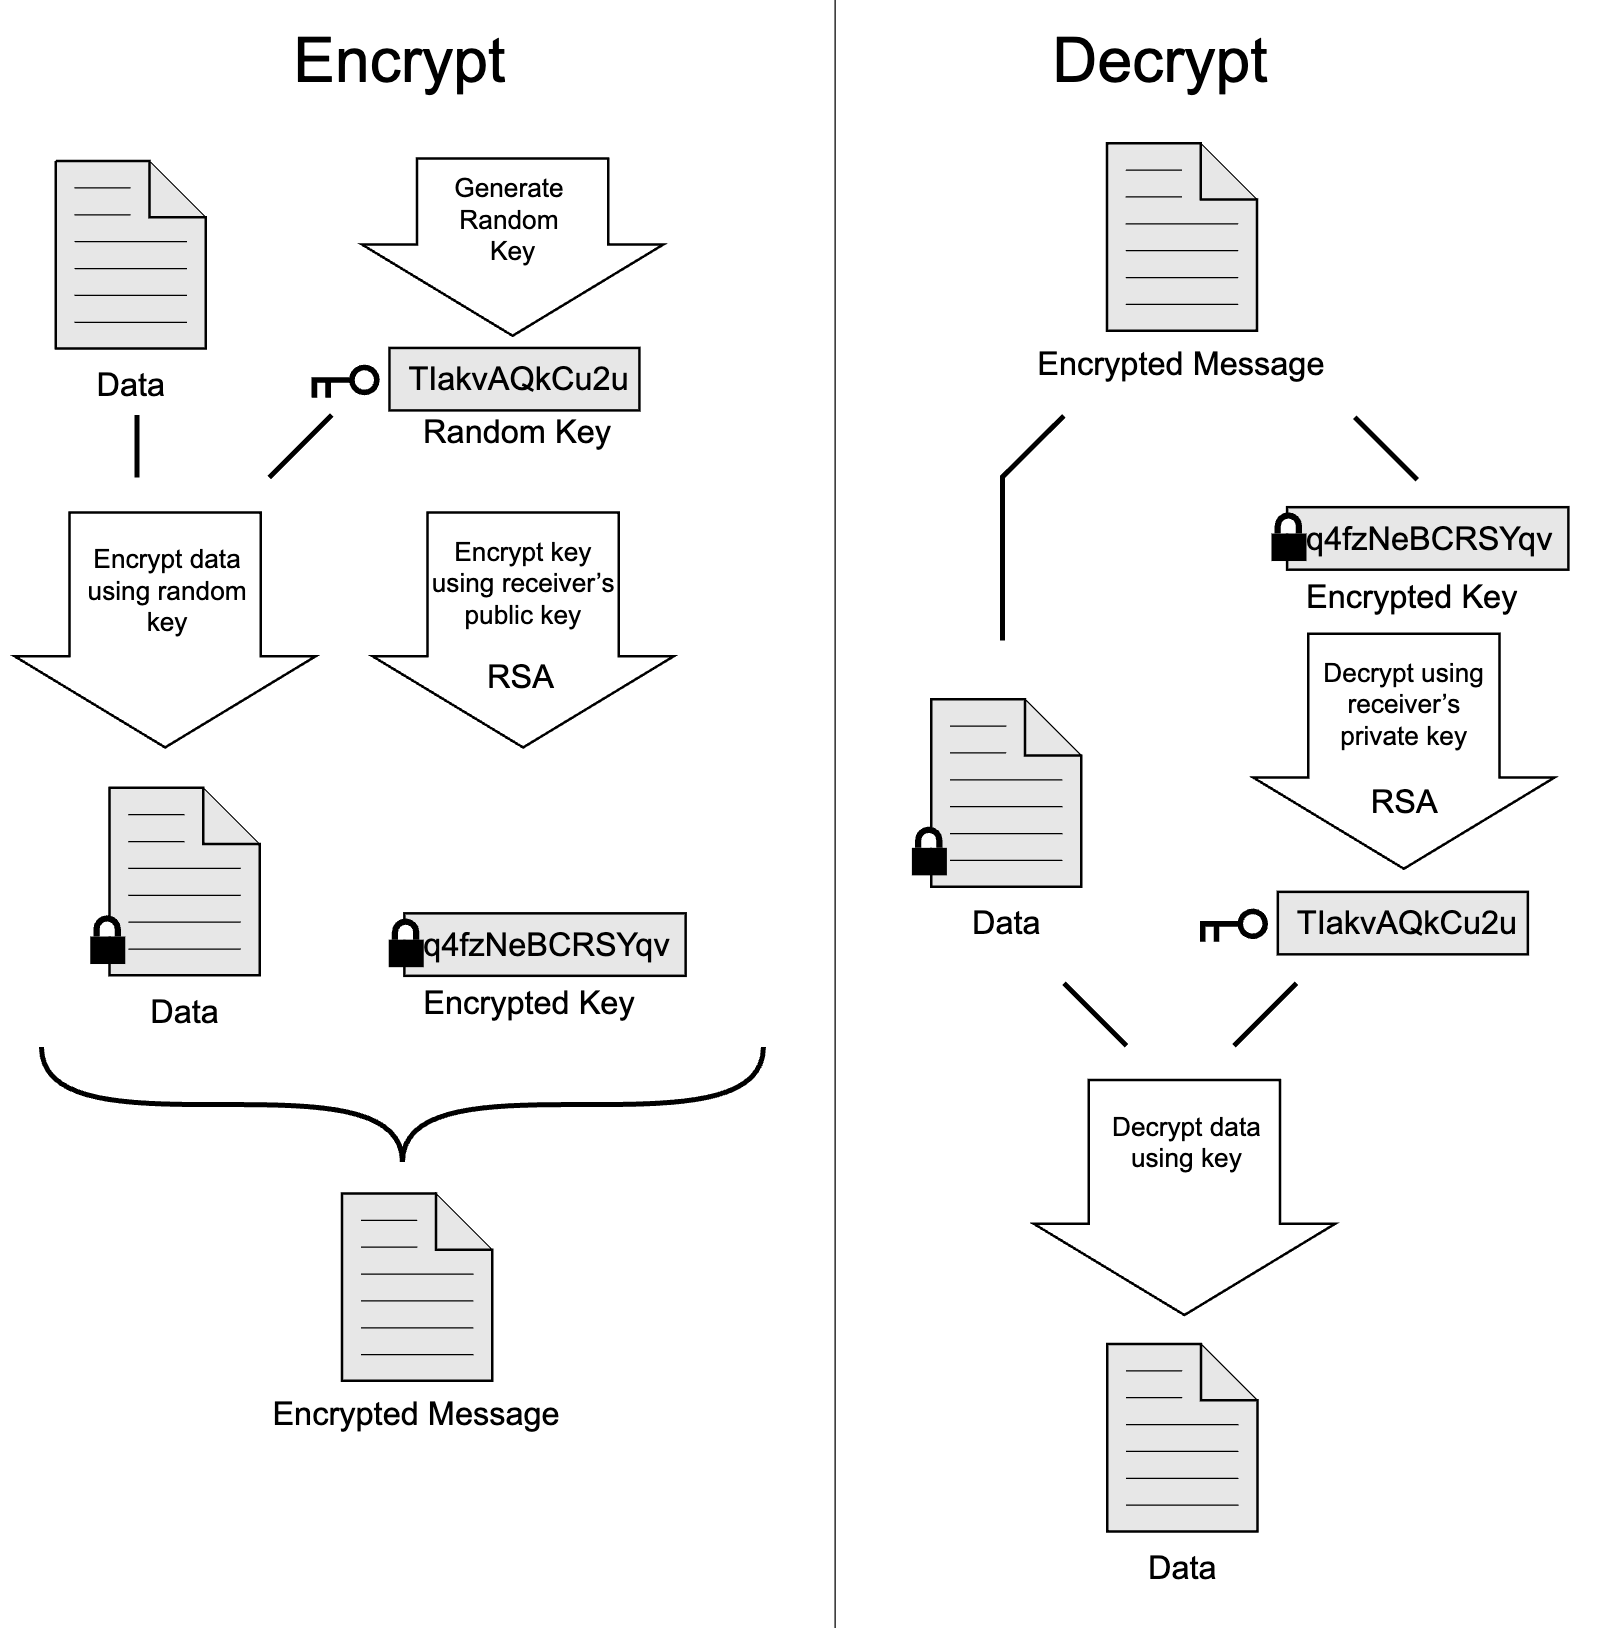 Encrypt
Data
Generate
Random
Key
TIakvAQkCu2u
Random Key
Encrypt data
using random
key
Encrypt key
using receiver’s
public key
RSA
Data
q4fzNeBCRSYqv
Encrypted Key
Encrypted Message
Decrypt
Encrypted Message
q4fzNeBCRSYqv
Encrypted Key
Decrypt using
receiver’s
private key
RSA
Data
TIakvAQkCu2u
Decrypt data
using key
Data